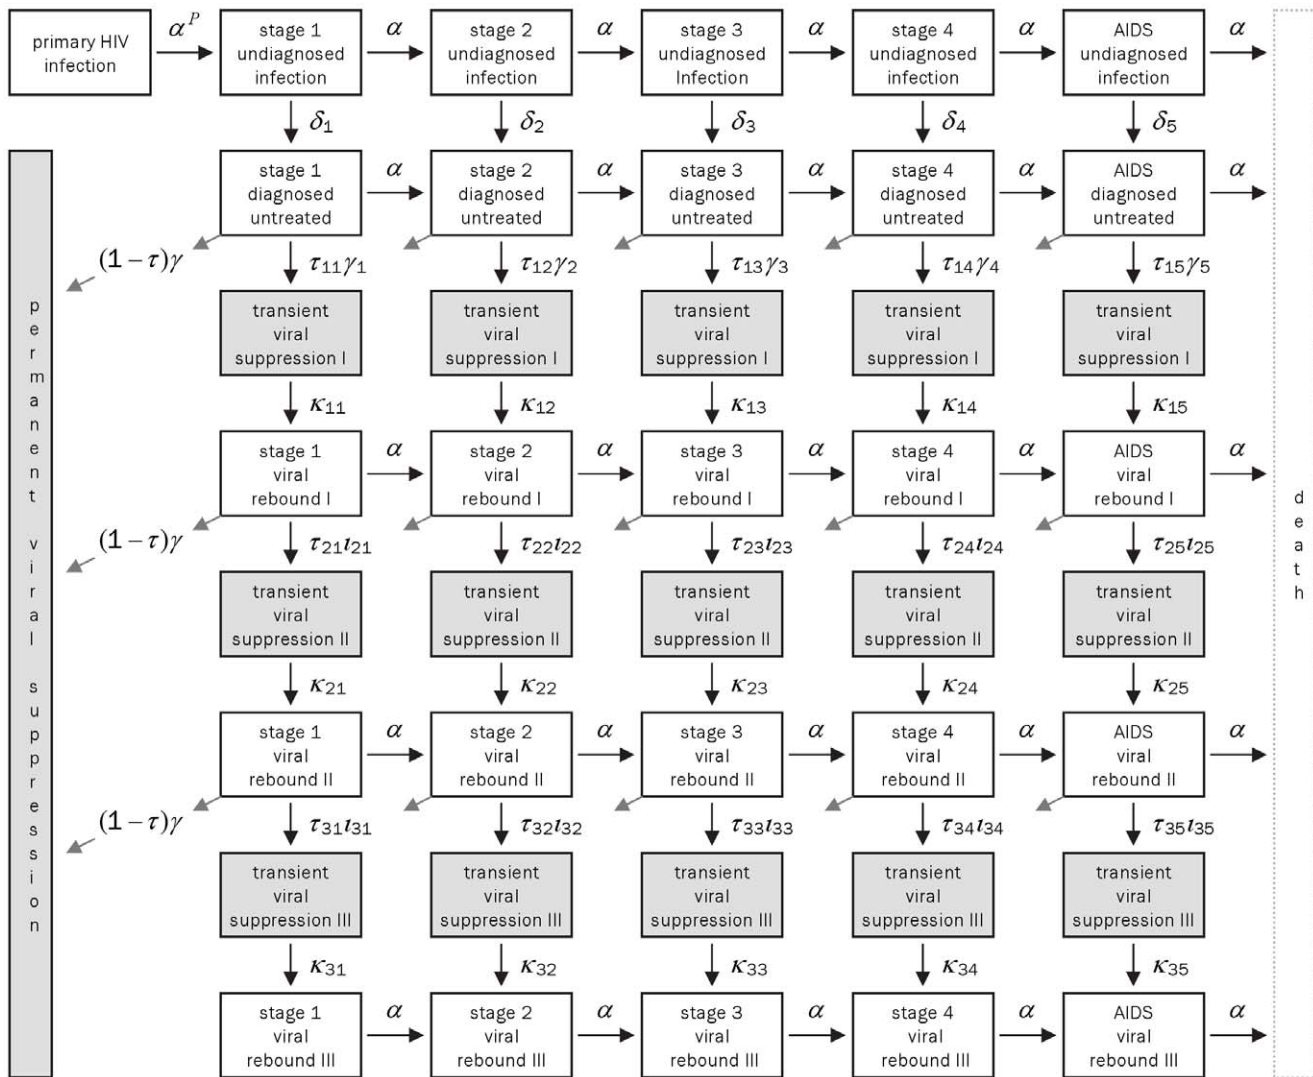 primary HIV
infection
α^P
stage 1
undiagnosed
infection
α
stage 2
undiagnosed
infection
α
stage 3
undiagnosed
Infection
α
stage 4
undiagnosed
infection
α
AIDS
undiagnosed
infection
α
δ₁
δ₂
δ₃
δ₄
δ₅
stage 1
diagnosed
untreated
α
stage 2
diagnosed
untreated
α
stage 3
diagnosed
untreated
α
stage 4
diagnosed
untreated
α
AIDS
diagnosed
untreated
α
(1−τ)γ
τ₁₁γ₁
τ₁₂γ₂
τ₁₃γ₃
τ₁₄γ₄
τ₁₅γ₅
transient
viral
suppression I
transient
viral
suppression I
transient
viral
suppression I
transient
viral
suppression I
transient
viral
suppression I
κ₁₁
κ₁₂
κ₁₃
κ₁₄
κ₁₅
stage 1
viral
rebound I
α
stage 2
viral
rebound I
α
stage 3
viral
rebound I
α
stage 4
viral
rebound I
α
AIDS
viral
rebound I
α
(1−τ)γ
τ₂₁ι₂₁
τ₂₂ι₂₂
τ₂₃ι₂₃
τ₂₄ι₂₄
τ₂₅ι₂₅
transient
viral
suppression II
transient
viral
suppression II
transient
viral
suppression II
transient
viral
suppression II
transient
viral
suppression II
κ₂₁
κ₂₂
κ₂₃
κ₂₄
κ₂₅
stage 1
viral
rebound II
α
stage 2
viral
rebound II
α
stage 3
viral
rebound II
α
stage 4
viral
rebound II
α
AIDS
viral
rebound II
α
(1−τ)γ
τ₃₁ι₃₁
τ₃₂ι₃₂
τ₃₃ι₃₃
τ₃₄ι₃₄
τ₃₅ι₃₅
transient
viral
suppression III
transient
viral
suppression III
transient
viral
suppression III
transient
viral
suppression III
transient
viral
suppression III
κ₃₁
κ₃₂
κ₃₃
κ₃₄
κ₃₅
stage 1
viral
rebound III
α
stage 2
viral
rebound III
α
stage 3
viral
rebound III
α
stage 4
viral
rebound III
α
AIDS
viral
rebound III
α
permanent viral suppression
death